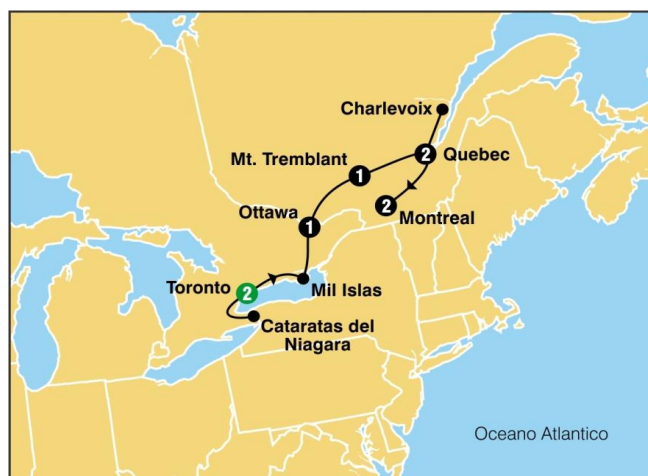 Charlevoix
2
Quebec
Mt. Tremblant
1
2
Montreal
Ottawa
1
Toronto
2
Mil Islas
Cataratas del
Niagara
Oceano Atlantico